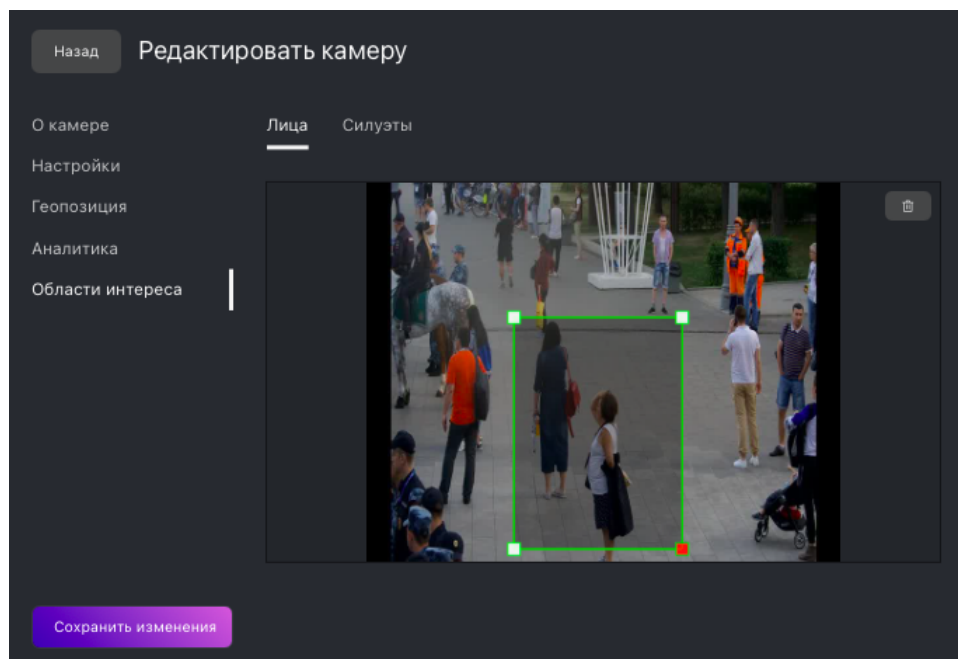 Назад
Редактировать камеру
О камере
Лица
Силуэты
Настройки
Геопозиция
Аналитика
Области интереса
Сохранить изменения